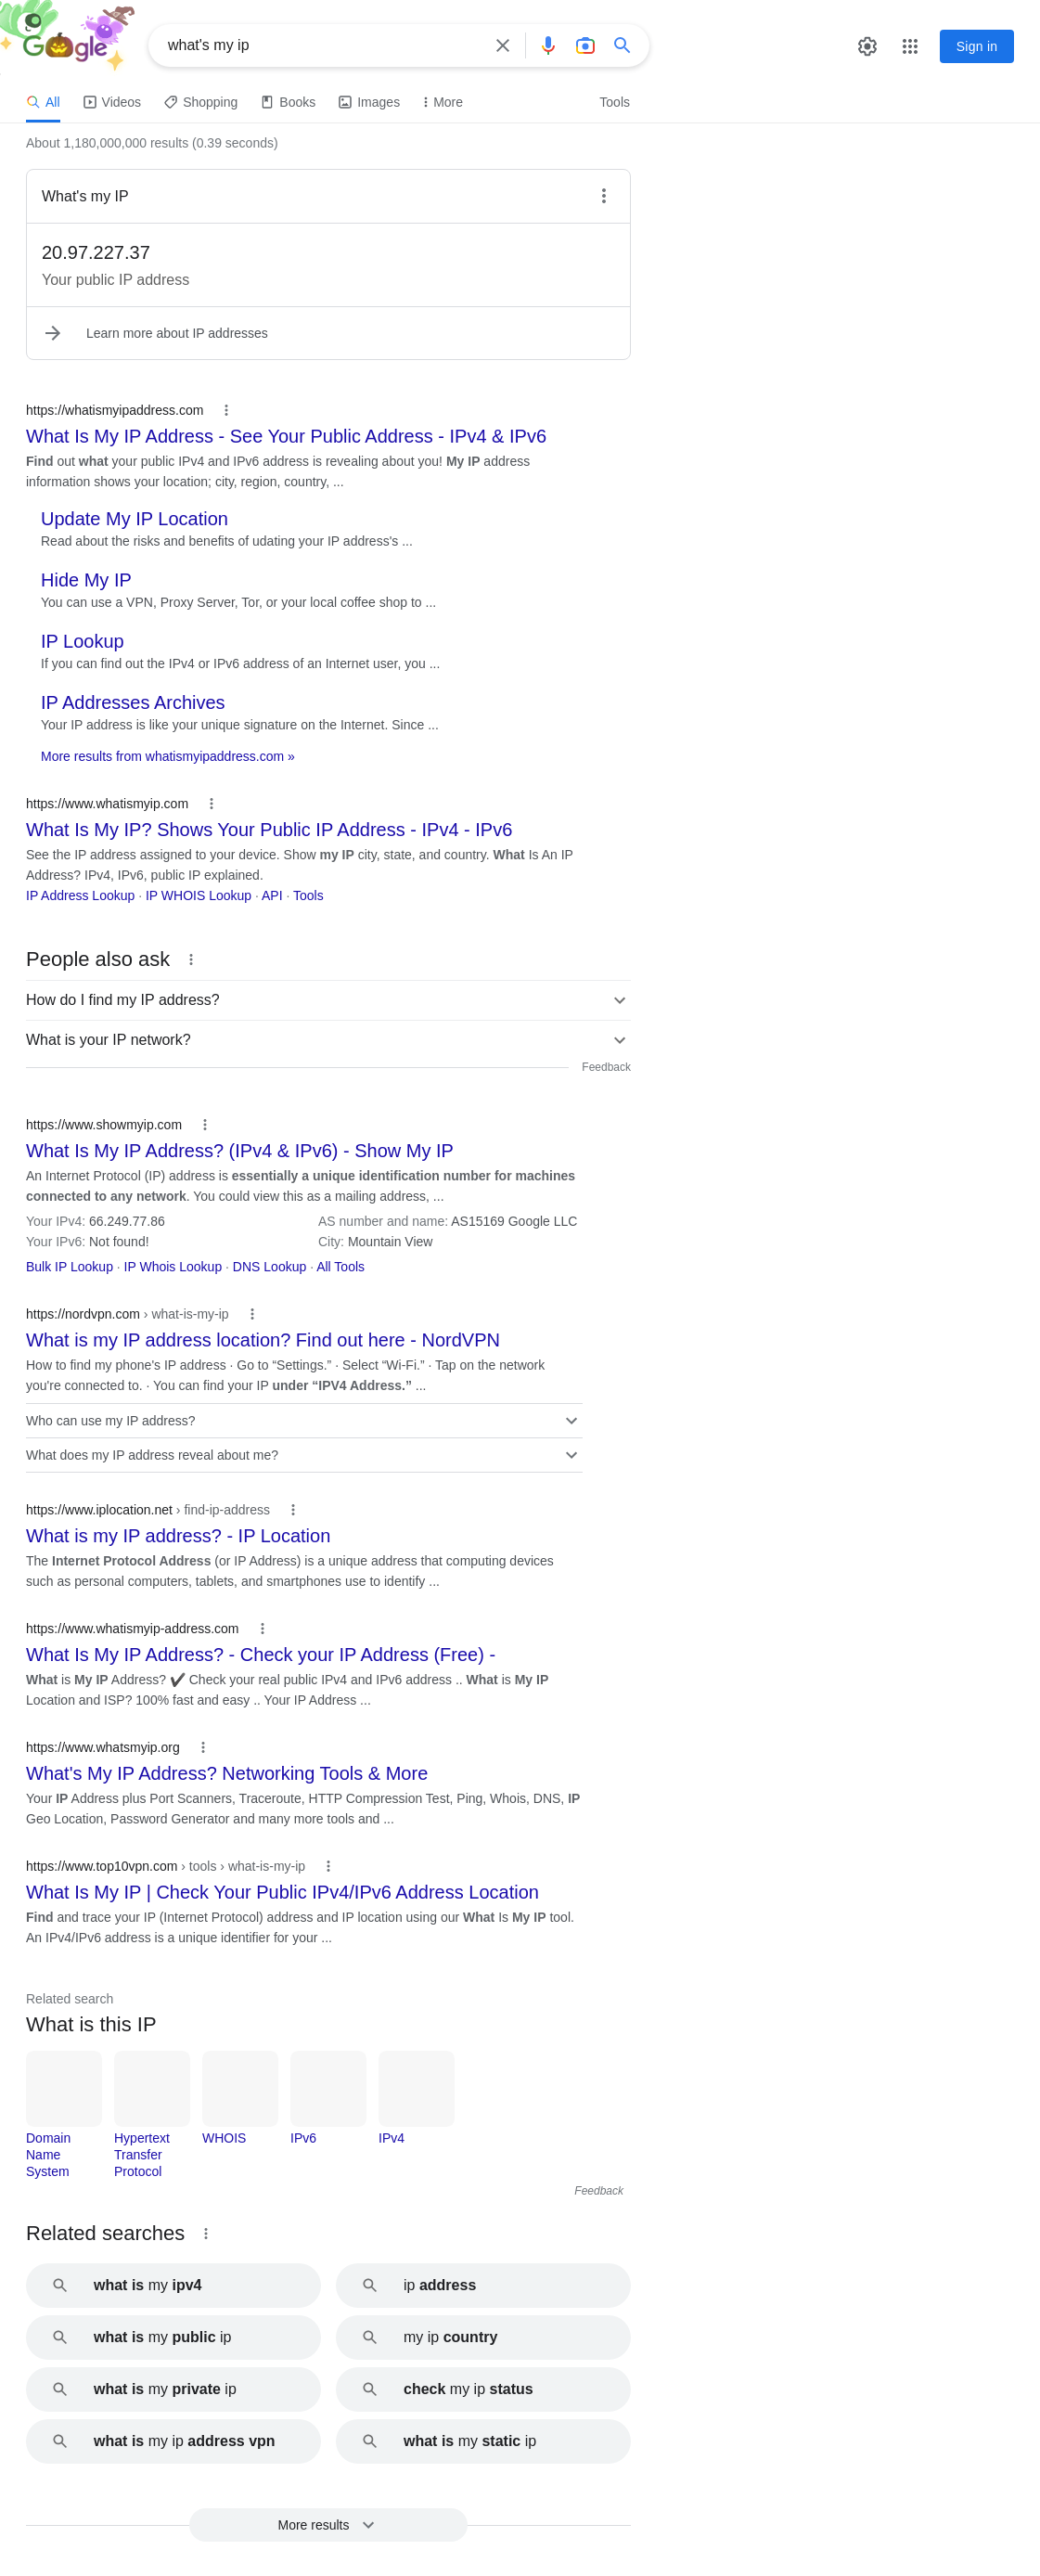 Google
what's my ip
Sign in
All Videos Shopping Books Images More Tools
About 1,180,000,000 results (0.39 seconds)
What's my IP
20.97.227.37
Your public IP address
Learn more about IP addresses
https://whatismyipaddress.com
What Is My IP Address - See Your Public Address - IPv4 & IPv6
Find out what your public IPv4 and IPv6 address is revealing about you! My IP address
information shows your location; city, region, country, ...
Update My IP Location
Read about the risks and benefits of udating your IP address's ...
Hide My IP
You can use a VPN, Proxy Server, Tor, or your local coffee shop to ...
IP Lookup
If you can find out the IPv4 or IPv6 address of an Internet user, you ...
IP Addresses Archives
Your IP address is like your unique signature on the Internet. Since ...
More results from whatismyipaddress.com »
https://www.whatismyip.com
What Is My IP? Shows Your Public IP Address - IPv4 - IPv6
See the IP address assigned to your device. Show my IP city, state, and country. What Is An IP
Address? IPv4, IPv6, public IP explained.
IP Address Lookup · IP WHOIS Lookup · API · Tools
People also ask
How do I find my IP address?
What is your IP network?
Feedback
https://www.showmyip.com
What Is My IP Address? (IPv4 & IPv6) - Show My IP
An Internet Protocol (IP) address is essentially a unique identification number for machines
connected to any network. You could view this as a mailing address, ...
Your IPv4: 66.249.77.86 AS number and name: AS15169 Google LLC
Your IPv6: Not found! City: Mountain View
Bulk IP Lookup · IP Whois Lookup · DNS Lookup · All Tools
https://nordvpn.com › what-is-my-ip
What is my IP address location? Find out here - NordVPN
How to find my phone's IP address · Go to “Settings.” · Select “Wi-Fi.” · Tap on the network
you're connected to. · You can find your IP under “IPV4 Address.” ...
Who can use my IP address?
What does my IP address reveal about me?
https://www.iplocation.net › find-ip-address
What is my IP address? - IP Location
The Internet Protocol Address (or IP Address) is a unique address that computing devices
such as personal computers, tablets, and smartphones use to identify ...
https://www.whatismyip-address.com
What Is My IP Address? - Check your IP Address (Free) -
What is My IP Address? ✔️ Check your real public IPv4 and IPv6 address .. What is My IP
Location and ISP? 100% fast and easy .. Your IP Address ...
https://www.whatsmyip.org
What's My IP Address? Networking Tools & More
Your IP Address plus Port Scanners, Traceroute, HTTP Compression Test, Ping, Whois, DNS, IP
Geo Location, Password Generator and many more tools and ...
https://www.top10vpn.com › tools › what-is-my-ip
What Is My IP | Check Your Public IPv4/IPv6 Address Location
Find and trace your IP (Internet Protocol) address and IP location using our What Is My IP tool.
An IPv4/IPv6 address is a unique identifier for your ...
Related search
What is this IP
Domain Hypertext WHOIS IPv6 IPv4
Name Transfer
System Protocol
Feedback
Related searches
what is my ipv4 ip address
what is my public ip my ip country
what is my private ip check my ip status
what is my ip address vpn what is my static ip
More results